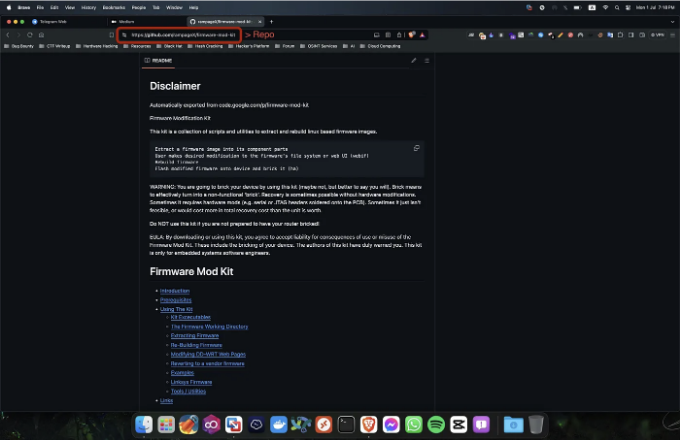 Brave File Edit View History Bookmarks People Tab Window Help
Mon 1 Jul 7:18 PM
Telegram Web
Medium
rampageX/firmware-mod-kit
https://github.com/rampageX/firmware-mod-kit > Repo
VPN
Bug Bounty CTF Writeup Hardware Hacking Resources Black Hat Hash Cracking Hacker's Platform Forum OSINT Services AI Cloud Computing
README
Disclaimer
Automatically exported from code.google.com/p/firmware-mod-kit
Firmware Modification Kit
This kit is a collection of scripts and utilities to extract and rebuild linux based firmware images.
Extract a firmware image into its component parts
User makes desired modification to the firmware's file system or web UI (webif)
Rebuild firmware
Flash modified firmware onto device and brick it (ha)
WARNING: You are going to brick your device by using this kit (maybe not, but better to say you will). Brick means
to effectively turn into a non-functional 'brick'. Recovery is sometimes possible without hardware modifications.
Sometimes it requires hardware mods (e.g. serial or JTAG headers soldered onto the PCB). Sometimes it just isn't
feasible, or would cost more in total recovery cost than the unit is worth.
Do NOT use this kit if you are not prepared to have your router bricked!
EULA: By downloading or using this kit, you agree to accept liability for consequences of use or misuse of the
Firmware Mod Kit. These include the bricking of your device. The authors of this kit have duly warned you. This kit
is only for embedded systems software engineers.
Firmware Mod Kit
Introduction
Prerequisites
Using The Kit
Kit Excecutables
The Firmware Working Directory
Extracting Firmware
Re-Building Firmware
Modifying DD-WRT Web Pages
Reverting to a vendor firmware
Examples
Linksys Firmware
Tools / Utilities
Links